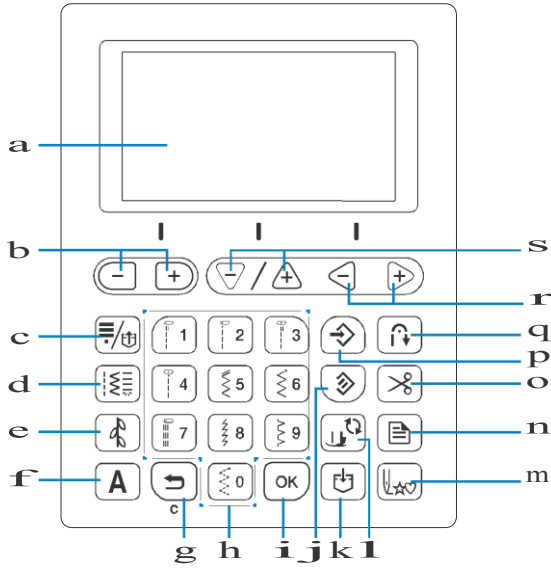 a
b − + − / + − + s
r
c / 1 2 3 q
p
d 4 5 6 o
e 7 8 9 n
f A 0 OK m
c
g h i j k l